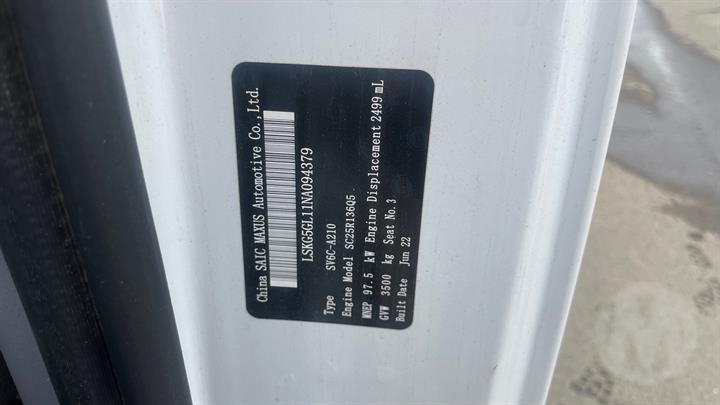 China SAIC MAXUS Automotive Co.,Ltd.
LSKG5GL11NA094379
Type SV6C-A210
Engine Model SC25R136Q5
MNEP 97.5 kW Engine Displacement 2499 mL
GVW 3500 kg Seat No.3
Built Date Jun 22